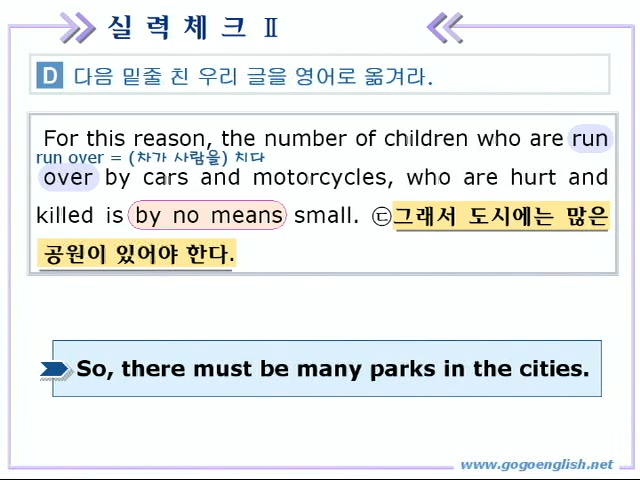 실 력 체 크 Ⅱ
D 다음 밑줄 친 우리 글을 영어로 옮겨라.
For this reason, the number of children who are run
run over = (차가 사람을) 치다
over by cars and motorcycles, who are hurt and
killed is by no means small. ㉢그래서 도시에는 많은
공원이 있어야 한다.
So, there must be many parks in the cities.
www.gogoenglish.net